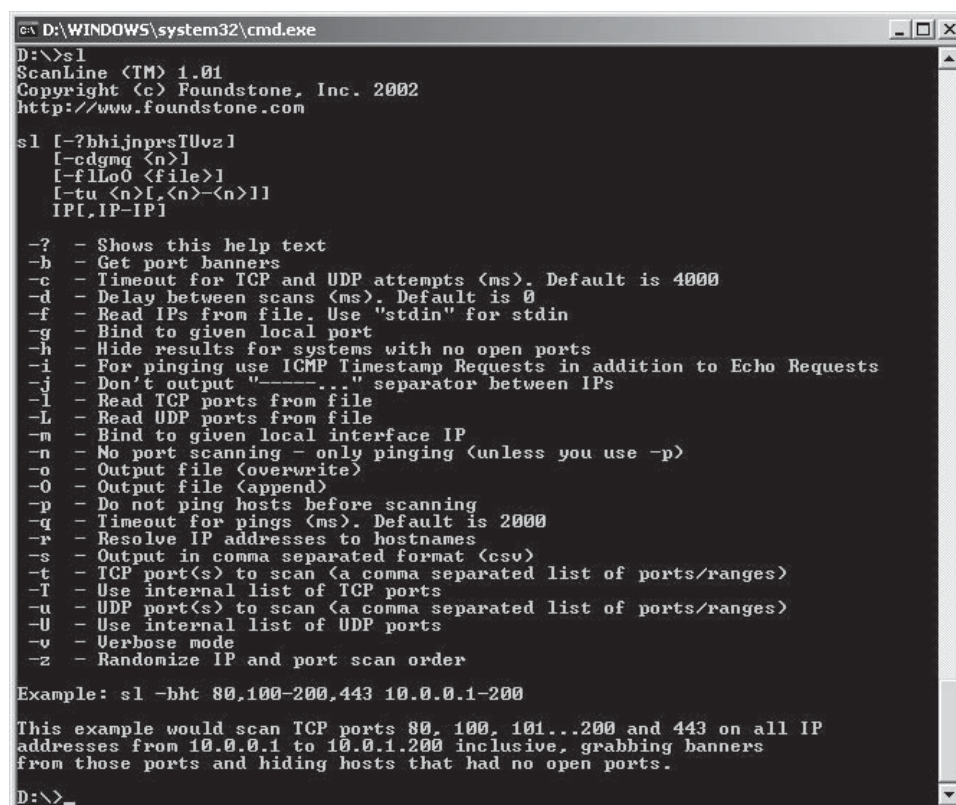 D:\WINDOWS\system32\cmd.exe
D:\>sl
ScanLine (TM) 1.01
Copyright (c) Foundstone, Inc. 2002
http://www.foundstone.com
sl [-?bhijnprsTUvz]
[-cdgmq <n>]
[-flLoO <file>]
[-tu <n>[,<n>-<n>]]
IP[,IP-IP]
-? - Shows this help text
-b - Get port banners
-c - Timeout for TCP and UDP attempts (ms). Default is 4000
-d - Delay between scans (ms). Default is 0
-f - Read IPs from file. Use "stdin" for stdin
-g - Bind to given local port
-h - Hide results for systems with no open ports
-i - For pinging use ICMP Timestamp Requests in addition to Echo Requests
-j - Don't output "-----..." separator between IPs
-l - Read TCP ports from file
-L - Read UDP ports from file
-m - Bind to given local interface IP
-n - No port scanning - only pinging (unless you use -p)
-o - Output file (overwrite)
-O - Output file (append)
-p - Do not ping hosts before scanning
-q - Timeout for pings (ms). Default is 2000
-r - Resolve IP addresses to hostnames
-s - Output in comma separated format (csv)
-t - TCP port(s) to scan (a comma separated list of ports/ranges)
-T - Use internal list of TCP ports
-u - UDP port(s) to scan (a comma separated list of ports/ranges)
-U - Use internal list of UDP ports
-v - Verbose mode
-z - Randomize IP and port scan order
Example: sl -bht 80,100-200,443 10.0.0.1-200
This example would scan TCP ports 80, 100, 101...200 and 443 on all IP
addresses from 10.0.0.1 to 10.0.1.200 inclusive, grabbing banners
from those ports and hiding hosts that had no open ports.
D:\>_